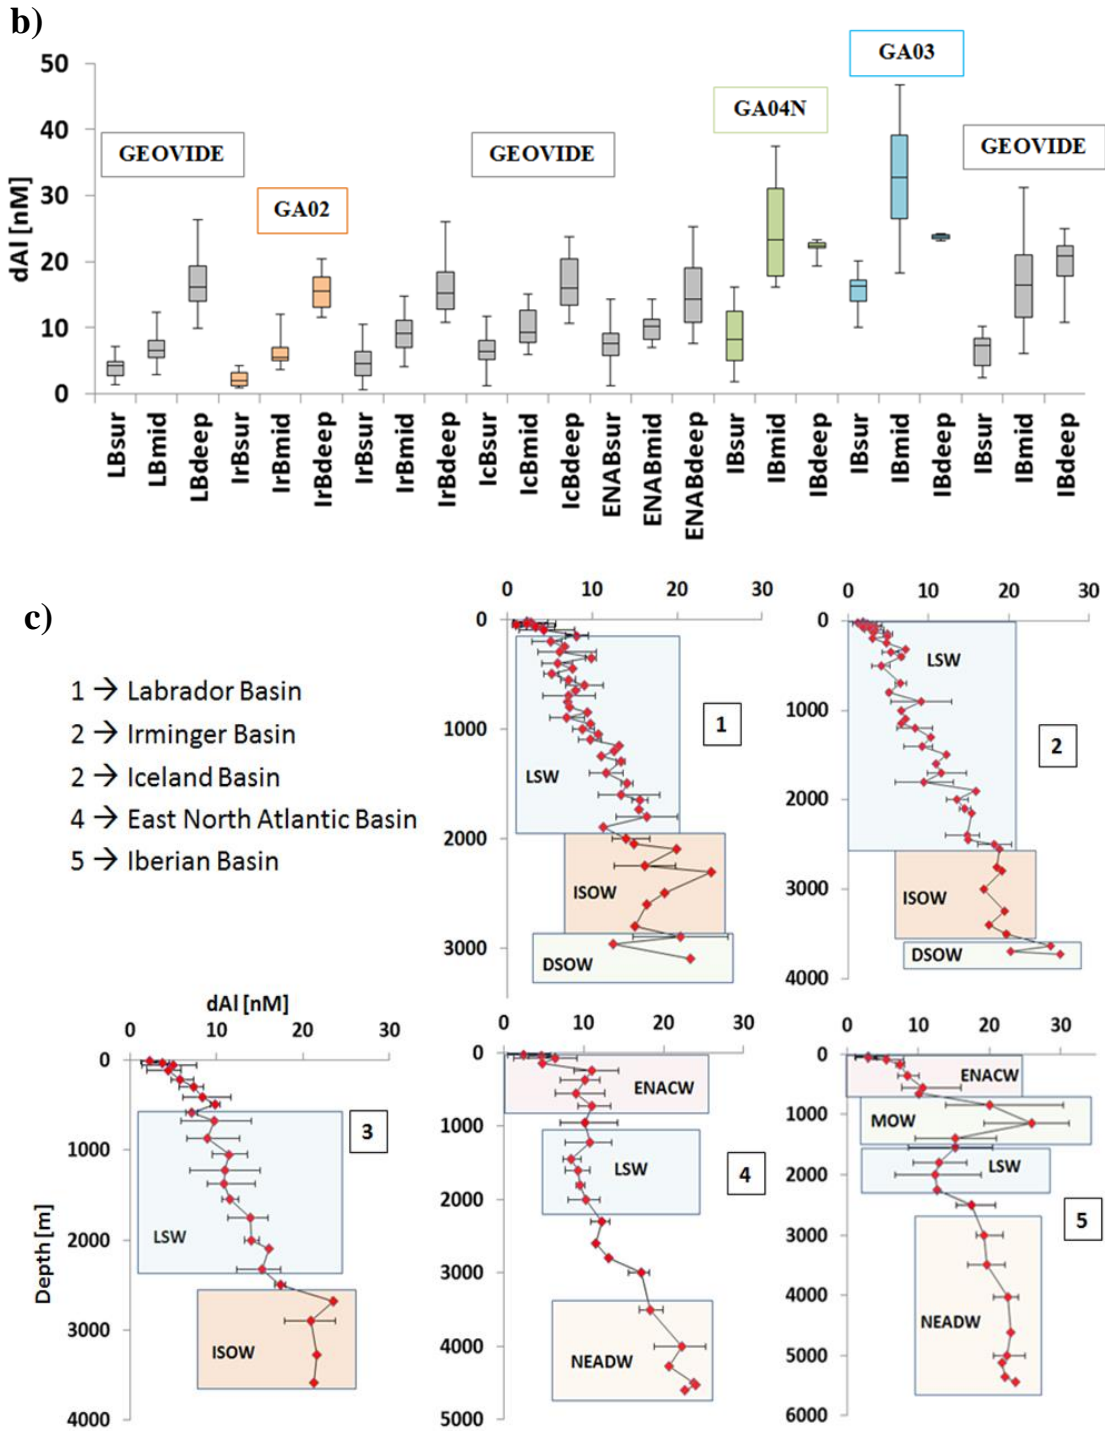 b)
50
40
30
20
10
0
dAl [nM]
GEOVIDE
GA02
GEOVIDE
GA04N
GA03
GEOVIDE
LBsur
LBmid
LBdeep
IrBsur
IrBmid
IrBdeep
IrBsur
IrBmid
IrBdeep
IcBsur
IcBmid
IcBdeep
ENABsur
ENABmid
ENABdeep
IBsur
IBmid
IBdeep
IBsur
IBmid
IBdeep
IBsur
IBmid
IBdeep
c)
1 → Labrador Basin
2 → Irminger Basin
2 → Iceland Basin
4 → East North Atlantic Basin
5 → Iberian Basin
0 10 20 30
0
1000
2000
3000
LSW
ISOW
DSOW
1
0 10 20 30
0
1000
2000
3000
4000
LSW
ISOW
DSOW
2
dAl [nM]
0 10 20 30
0
1000
2000
3000
4000
Depth [m]
LSW
ISOW
3
0 10 20 30
0
1000
2000
3000
4000
5000
ENACW
LSW
NEADW
4
0 10 20 30
0
1000
2000
3000
4000
5000
6000
ENACW
MOW
LSW
NEADW
5